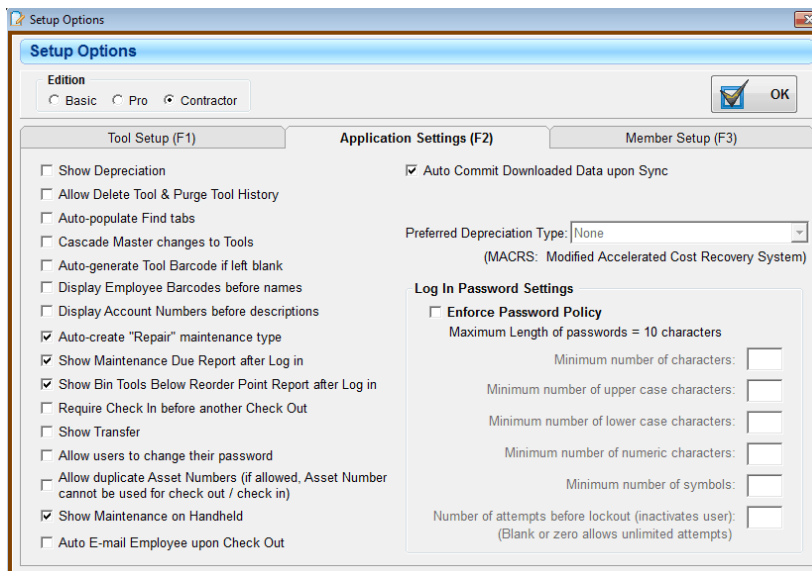 Setup Options
Setup Options
Edition
Basic Pro Contractor
OK
Tool Setup (F1) Application Settings (F2) Member Setup (F3)
Show Depreciation
Allow Delete Tool & Purge Tool History
Auto-populate Find tabs
Cascade Master changes to Tools
Auto-generate Tool Barcode if left blank
Display Employee Barcodes before names
Display Account Numbers before descriptions
Auto-create "Repair" maintenance type
Show Maintenance Due Report after Log in
Show Bin Tools Below Reorder Point Report after Log in
Require Check In before another Check Out
Show Transfer
Allow users to change their password
Allow duplicate Asset Numbers (if allowed, Asset Number
cannot be used for check out / check in)
Show Maintenance on Handheld
Auto E-mail Employee upon Check Out
Auto Commit Downloaded Data upon Sync
Preferred Depreciation Type: None
(MACRS: Modified Accelerated Cost Recovery System)
Log In Password Settings
Enforce Password Policy
Maximum Length of passwords = 10 characters
Minimum number of characters:
Minimum number of upper case characters:
Minimum number of lower case characters:
Minimum number of numeric characters:
Minimum number of symbols:
Number of attempts before lockout (inactivates user):
(Blank or zero allows unlimited attempts)